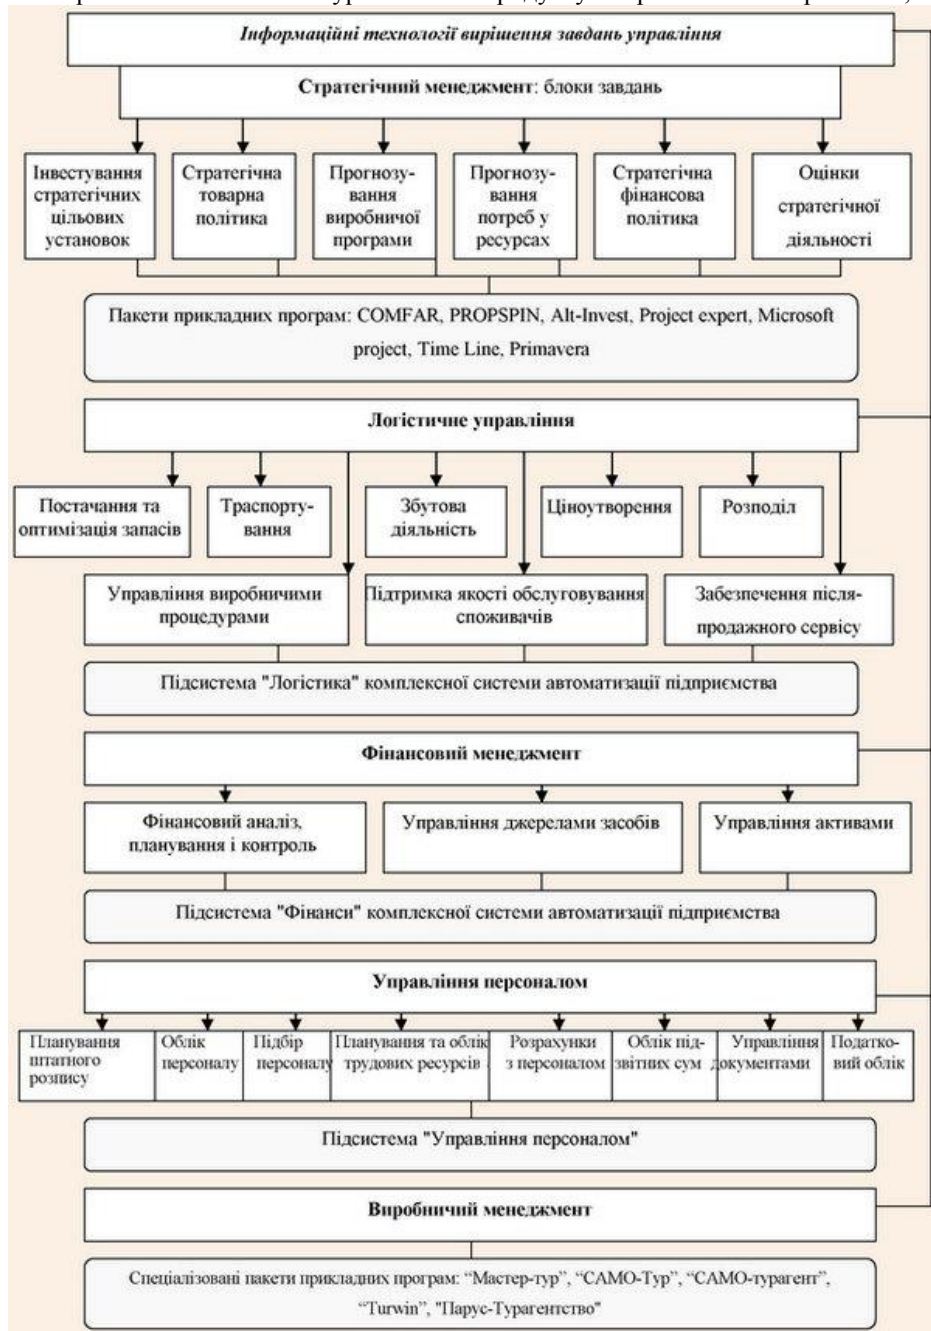 Інформаційні технології вирішення завдань управління
Стратегічний менеджмент: блоки завдань
Інвестування
стратегічних
цільових
установок
Стратегічна
товарна
політика
Прогнозу-
вання
виробничої
програми
Прогнозу-
вання
потреб у
ресурсах
Стратегічна
фінансова
політика
Оцінки
стратегічної
діяльності
Пакети прикладних програм: COMFAR, PROPSPIN, Alt-Invest, Project expert, Microsoft
project, Time Line, Primavera
Логістичне управління
Постачання та
оптимізація запасів
Траспорту-
вання
Збутова
діяльність
Ціноутворення
Розподіл
Управління виробничими
процедурами
Підтримка якості обслуговування
споживачів
Забезпечення після-
продажного сервісу
Підсистема "Логістика" комплексної системи автоматизації підприємства
Фінансовий менеджмент
Фінансовий аналіз,
планування і контроль
Управління джерелами засобів
Управління активами
Підсистема "Фінанси" комплексної системи автоматизації підприємства
Управління персоналом
Планування
штатного
розпису
Облік
персоналу
Підбір
персоналу
Планування та облік
трудових ресурсів
Розрахунки
з персоналом
Облік під-
звітних сум
Управління
документами
Податко-
вий облік
Підсистема "Управління персоналом"
Виробничий менеджмент
Спеціалізовані пакети прикладних програм: “Мастер-тур”, “САМО-Тур”, “САМО-турагент”,
“Turwin”, "Парус-Турагентство"